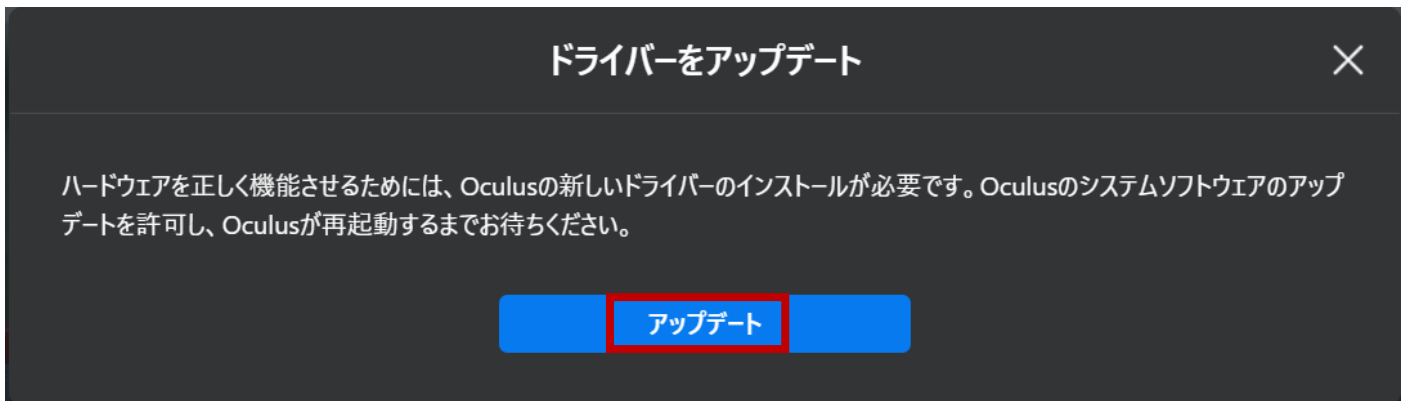 ドライバーをアップデート
ハードウェアを正しく機能させるためには、Oculusの新しいドライバーのインストールが必要です。Oculusのシステムソフトウェアのアップ
デートを許可し、Oculusが再起動するまでお待ちください。
アップデート